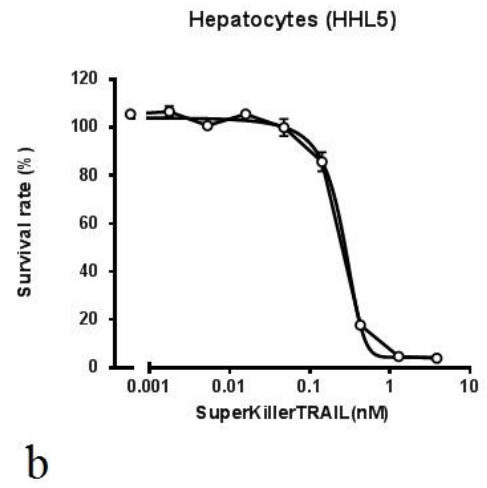 Hepatocytes (HHL5)
120
100
80
60
40
20
0
Survival rate (%)
0.001 0.01 0.1 1 10
SuperKillerTRAIL(nM)
b